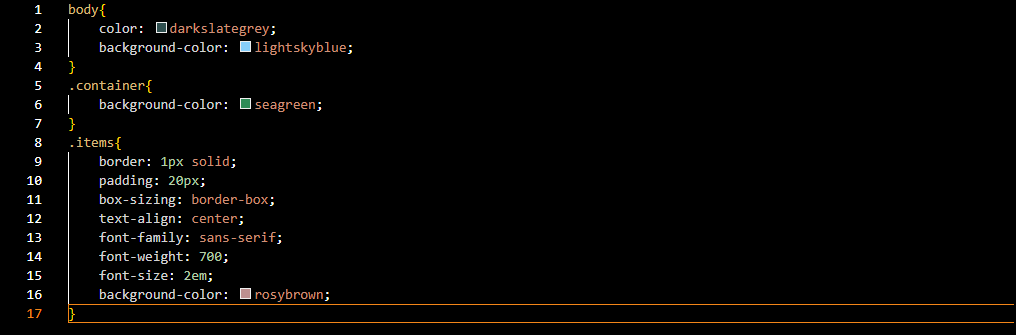 1 body{
2     color: darkslategrey;
3     background-color: lightskyblue;
4 }
5 .container{
6     background-color: seagreen;
7 }
8 .items{
9     border: 1px solid;
10     padding: 20px;
11     box-sizing: border-box;
12     text-align: center;
13     font-family: sans-serif;
14     font-weight: 700;
15     font-size: 2em;
16     background-color: rosybrown;
17 }